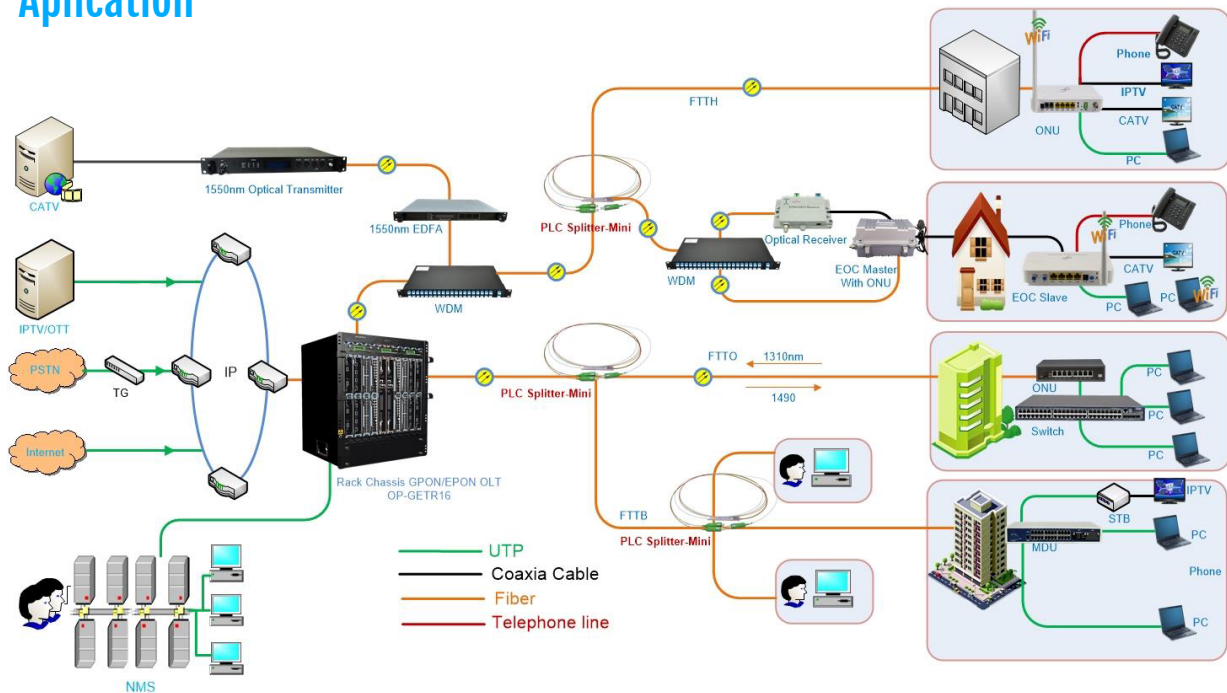 Aplication
CATV
1550nm Optical Transmitter
1550nm EDFA
WDM
IPTV/OTT
PSTN
TG
IP
Internet
Rack Chassis GPON/EPON OLT
OP-GETR16
NMS
UTP
Coaxia Cable
Fiber
Telephone line
PLC Splitter-Mini
FTTH
WiFi
ONU
Phone
IPTV
CATV
CATV
PC
WDM
Optical Receiver
EOC Master
With ONU
EOC Slave
WiFi
Phone
CATV
PC
PC
WiFi
PLC Splitter-Mini
FTTO
1310nm
1490
ONU
Switch
PC
PC
PC
FTTB
PLC Splitter-Mini
MDU
STB
IPTV
PC
Phone
PC